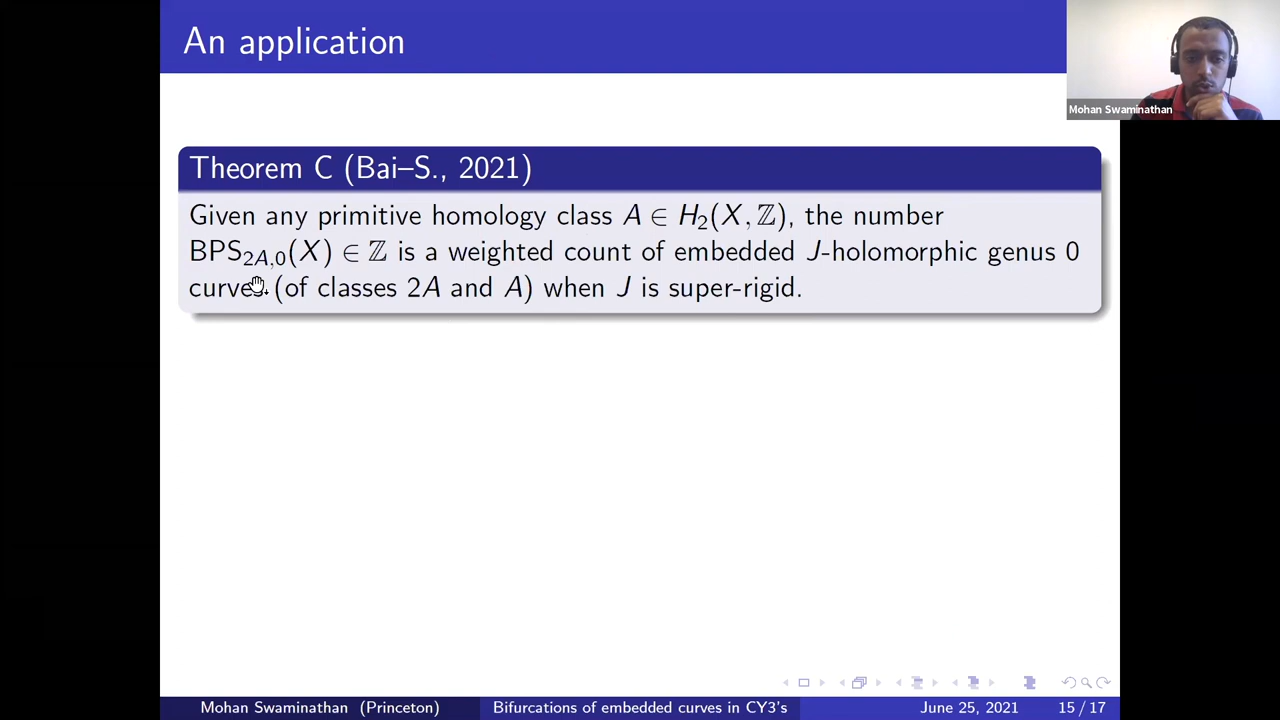 An application
Mohan Swaminathan
Theorem C (Bai–S., 2021)
Given any primitive homology class A ∈ H₂(X, ℤ), the number
BPS₂A,₀(X) ∈ ℤ is a weighted count of embedded J-holomorphic genus 0
curves (of classes 2A and A) when J is super-rigid.
Mohan Swaminathan (Princeton)
Bifurcations of embedded curves in CY3's
June 25, 2021
15 / 17